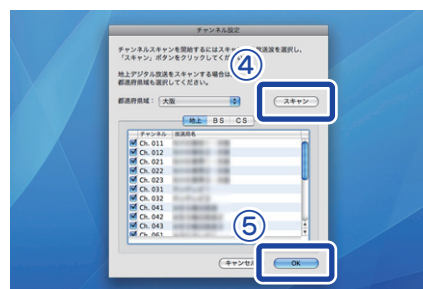 チャンネル設定
チャンネルスキャンを開始するにはスキャ 放送波を選択し、
「スキャン」ボタンをクリックしてくだ
④
地上デジタル放送をスキャンする場合は
都道府県域も選択してください。
都道府県域： 大阪
スキャン
地上 BS CS
チャンネル 放送局名
Ch. 011
Ch. 012
Ch. 021
Ch. 022
Ch. 023
Ch. 031
Ch. 032
Ch. 041
Ch. 042
Ch. 043
Ch. 061
⑤
キャンセル
OK